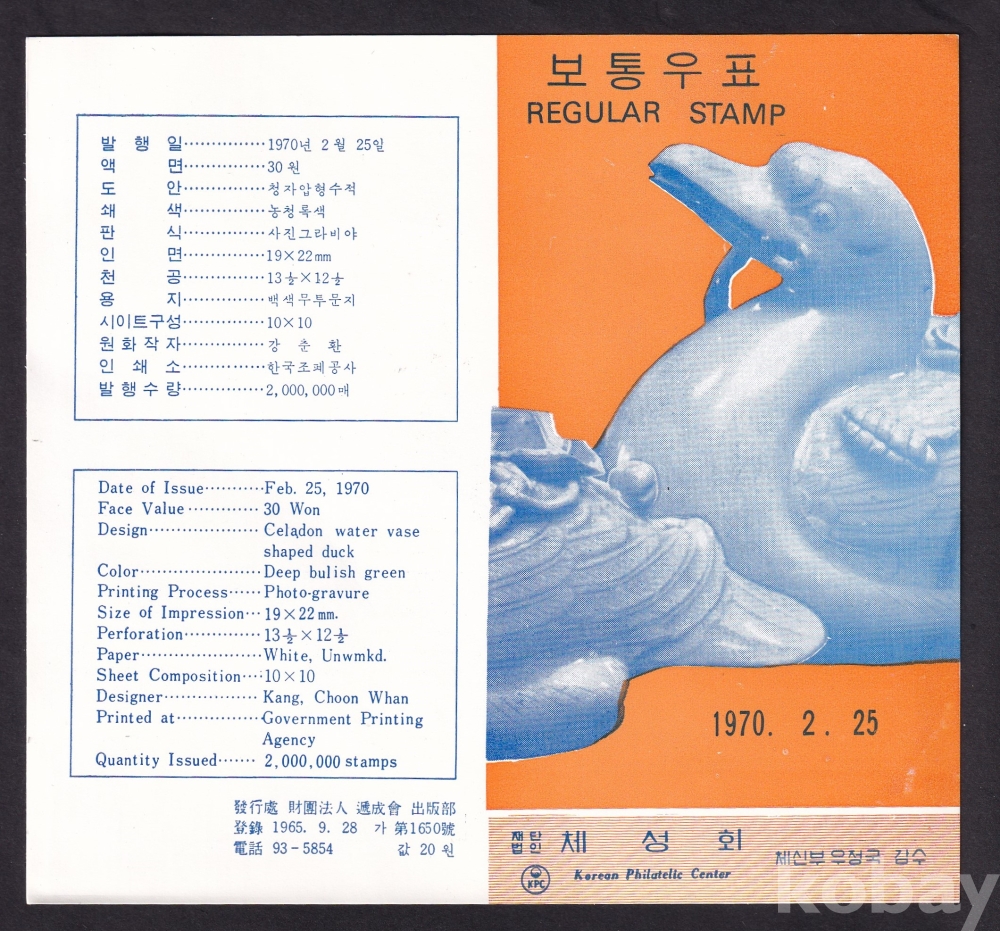 발 행 일 ‥‥‥‥‥ 1970년 2월 25일
액 면 ‥‥‥‥‥ 30원
도 안 ‥‥‥‥‥ 청자압형수적
쇄 색 ‥‥‥‥‥ 농청록색
판 식 ‥‥‥‥‥ 사진그라비야
인 면 ‥‥‥‥‥ 19×22mm
천 공 ‥‥‥‥‥ 13½×12½
용 지 ‥‥‥‥‥ 백색무투문지
시이트구성 ‥‥‥‥‥ 10×10
원 화 작 자 ‥‥‥‥‥ 강 춘 환
인 쇄 소 ‥‥‥‥‥ 한국조폐공사
발 행 수 량 ‥‥‥‥‥ 2,000,000매
Date of Issue ‥‥‥‥‥ Feb. 25, 1970
Face Value ‥‥‥‥‥ 30 Won
Design ‥‥‥‥‥ Celadon water vase
shaped duck
Color ‥‥‥‥‥ Deep bulish green
Printing Process ‥‥‥ Photo-gravure
Size of Impression ‥‥ 19×22 mm.
Perforation ‥‥‥‥‥ 13½×12½
Paper ‥‥‥‥‥ White, Unwmkd.
Sheet Composition ‥‥ 10×10
Designer ‥‥‥‥‥ Kang, Choon Whan
Printed at ‥‥‥‥‥ Government Printing
Agency
Quantity Issued ‥‥‥ 2,000,000 stamps
發行處 財團法人 遞成會 出版部
登錄 1965. 9. 28 가 第1650號
電話 93-5854 값 20 원
보통우표
REGULAR STAMP
1970. 2. 25
재단법인 체 성 회
KPC Korean Philatelic Center
체신부 우정국 감수
kobay